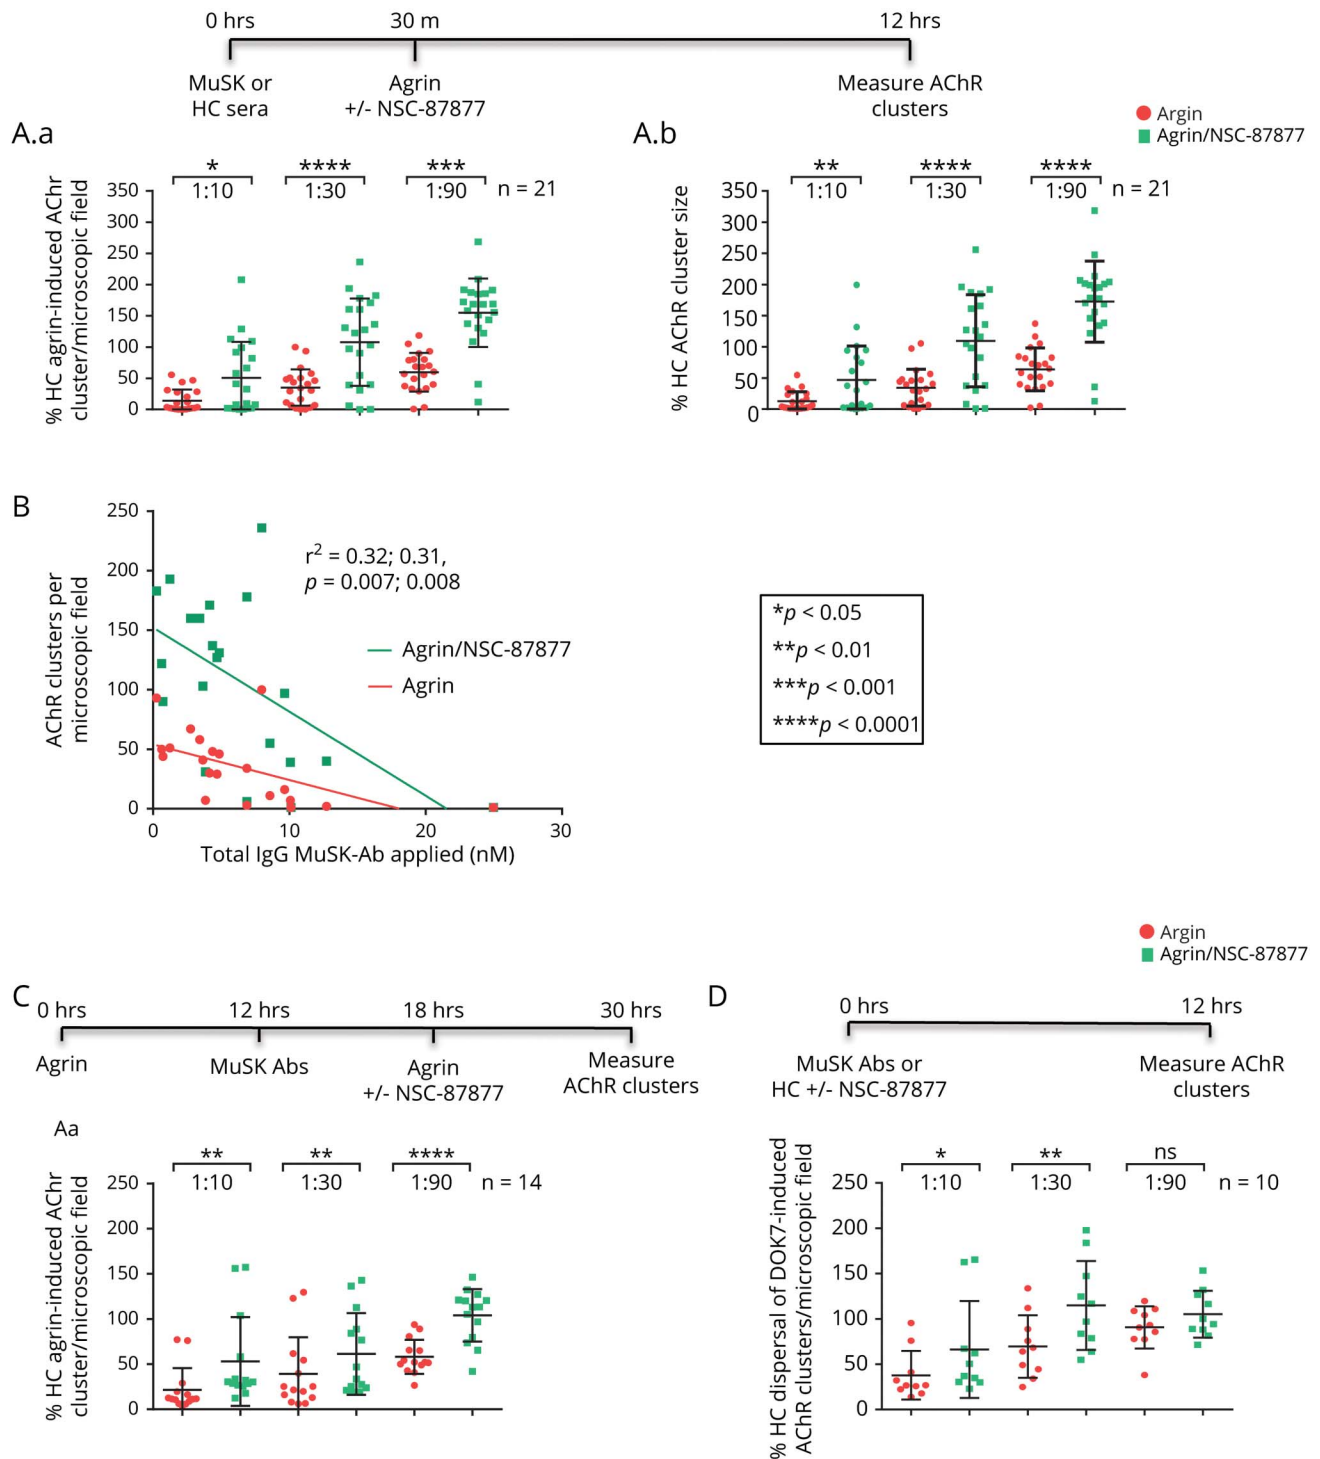 0 hrs 30 m 12 hrs
MuSK or
HC sera
Agrin
+/- NSC-87877
Measure AChR
clusters
Argin
Agrin/NSC-87877
A.a
% HC agrin-induced AChr
cluster/microscopic field
* **** ***
1:10 1:30 1:90 n = 21
350
300
250
200
150
100
50
0
A.b
% HC AChR cluster size
** **** ****
1:10 1:30 1:90 n = 21
350
300
250
200
150
100
50
0
B
AChR clusters per
microscopic field
250
200
150
100
50
0
r2 = 0.32; 0.31,
p = 0.007; 0.008
Agrin/NSC-87877
Agrin
0 10 20 30
Total IgG MuSK-Ab applied (nM)
*p < 0.05
**p < 0.01
***p < 0.001
****p < 0.0001
Argin
Agrin/NSC-87877
C
0 hrs 12 hrs 18 hrs 30 hrs
Agrin
MuSK Abs
Agrin
+/- NSC-87877
Measure
AChR clusters
Aa
% HC agrin-induced AChr
cluster/microscopic field
** ** ****
1:10 1:30 1:90 n = 14
250
200
150
100
50
0
D
0 hrs 12 hrs
MuSK Abs or
HC +/- NSC-87877
Measure AChR
clusters
% HC dispersal of DOK7-induced
AChR clusters/microscopic field
* ** ns
1:10 1:30 1:90 n = 10
250
200
150
100
50
0